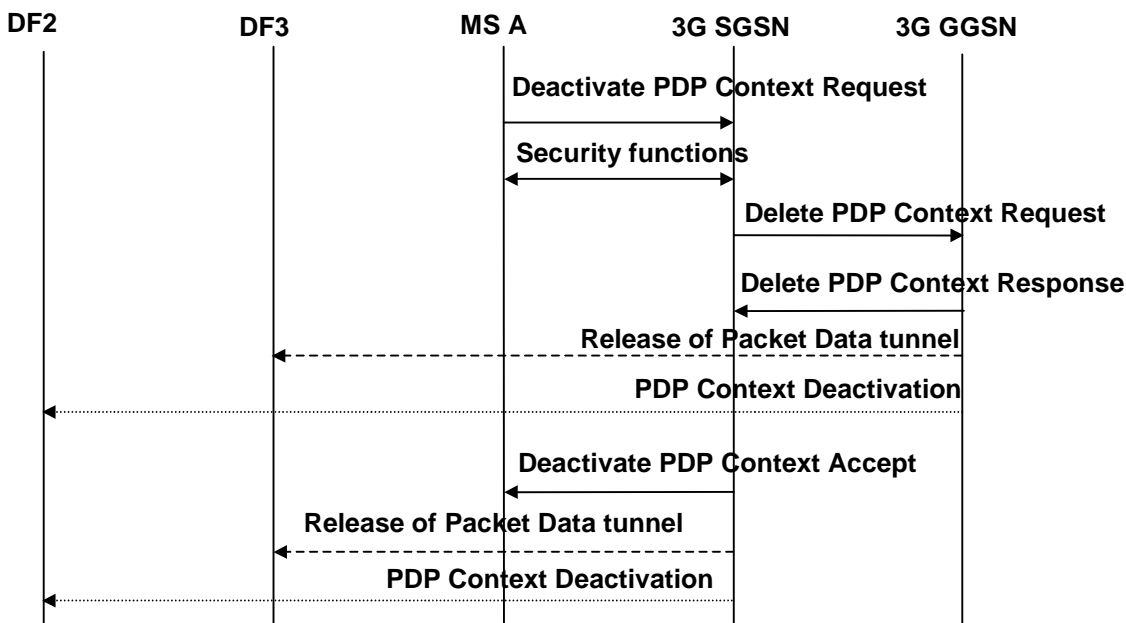 DF2
DF3
MS A
3G SGSN
3G GGSN
Deactivate PDP Context Request
Security functions
Delete PDP Context Request
Delete PDP Context Response
Release of Packet Data tunnel
PDP Context Deactivation
Deactivate PDP Context Accept
Release of Packet Data tunnel
PDP Context Deactivation